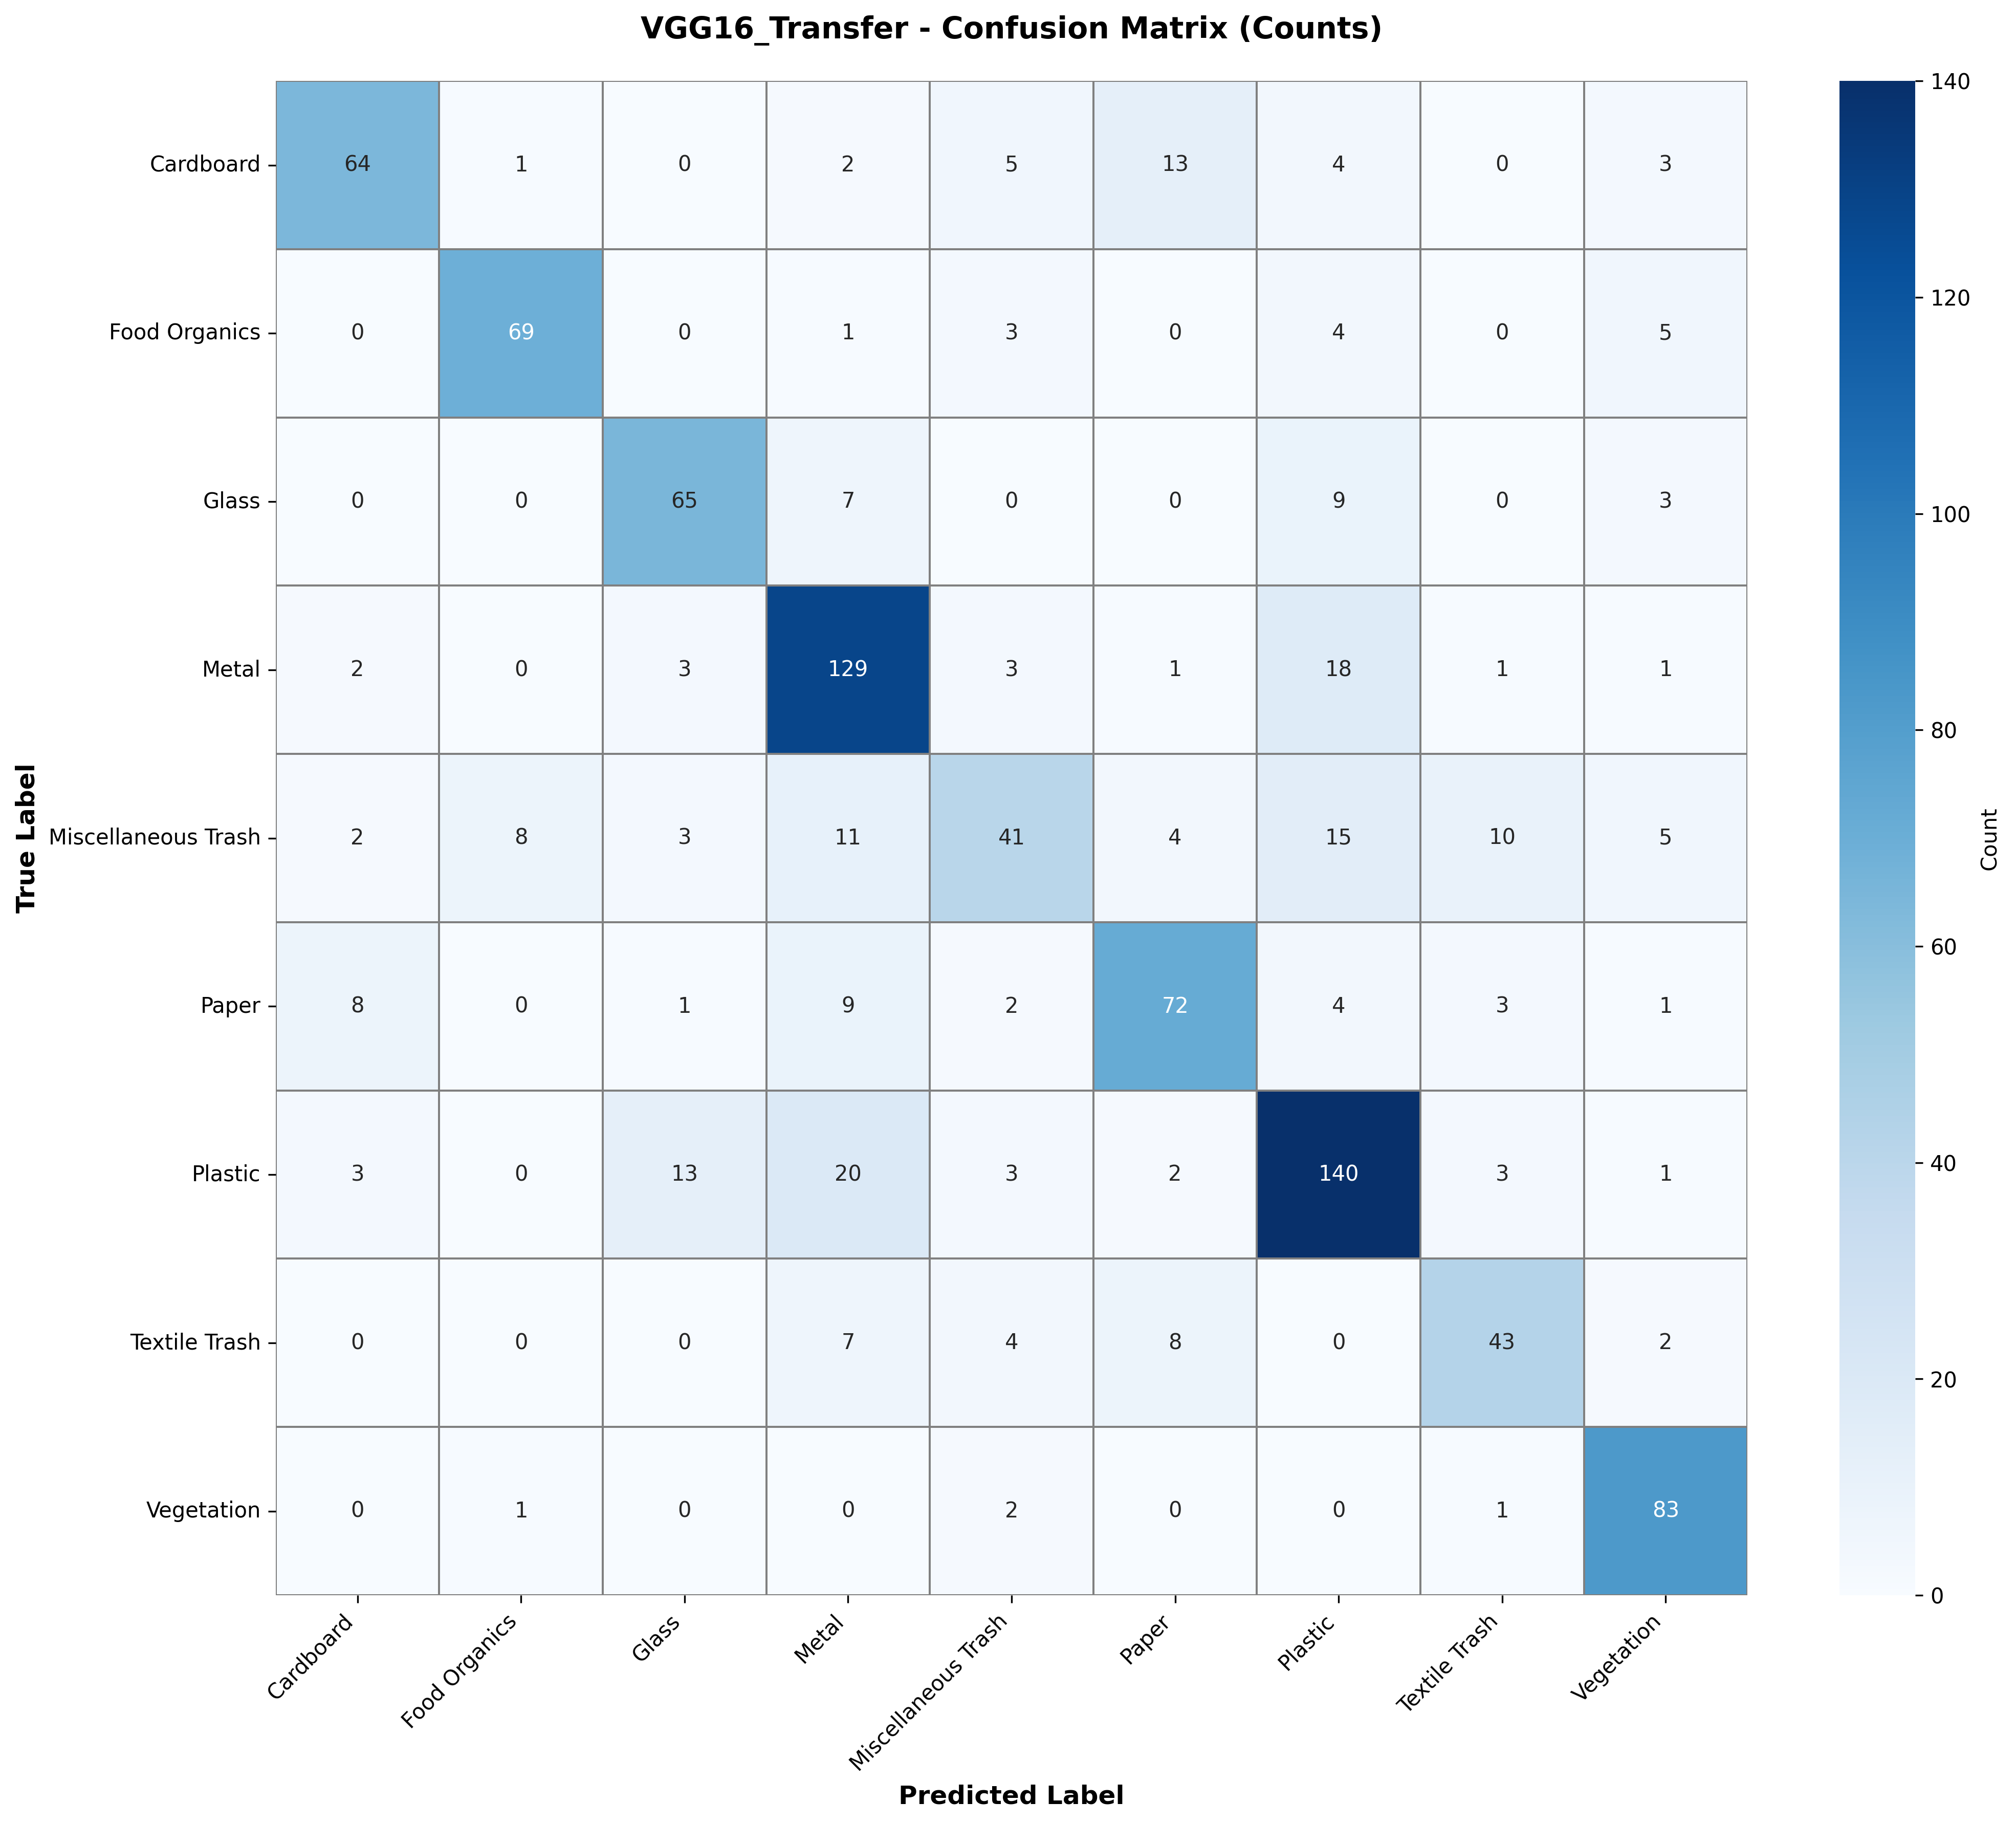 VGG16_Transfer - Confusion Matrix (Counts)
Cardboard 64 1 0 2 5 13 4 0 3
Food Organics 0 69 0 1 3 0 4 0 5
Glass 0 0 65 7 0 0 9 0 3
Metal 2 0 3 129 3 1 18 1 1
Miscellaneous Trash 2 8 3 11 41 4 15 10 5
Paper 8 0 1 9 2 72 4 3 1
Plastic 3 0 13 20 3 2 140 3 1
Textile Trash 0 0 0 7 4 8 0 43 2
Vegetation 0 1 0 0 2 0 0 1 83
True Label
Cardboard Food Organics Glass Metal Miscellaneous Trash Paper Plastic Textile Trash Vegetation
Predicted Label
140
120
100
80
60
40
20
0
Count